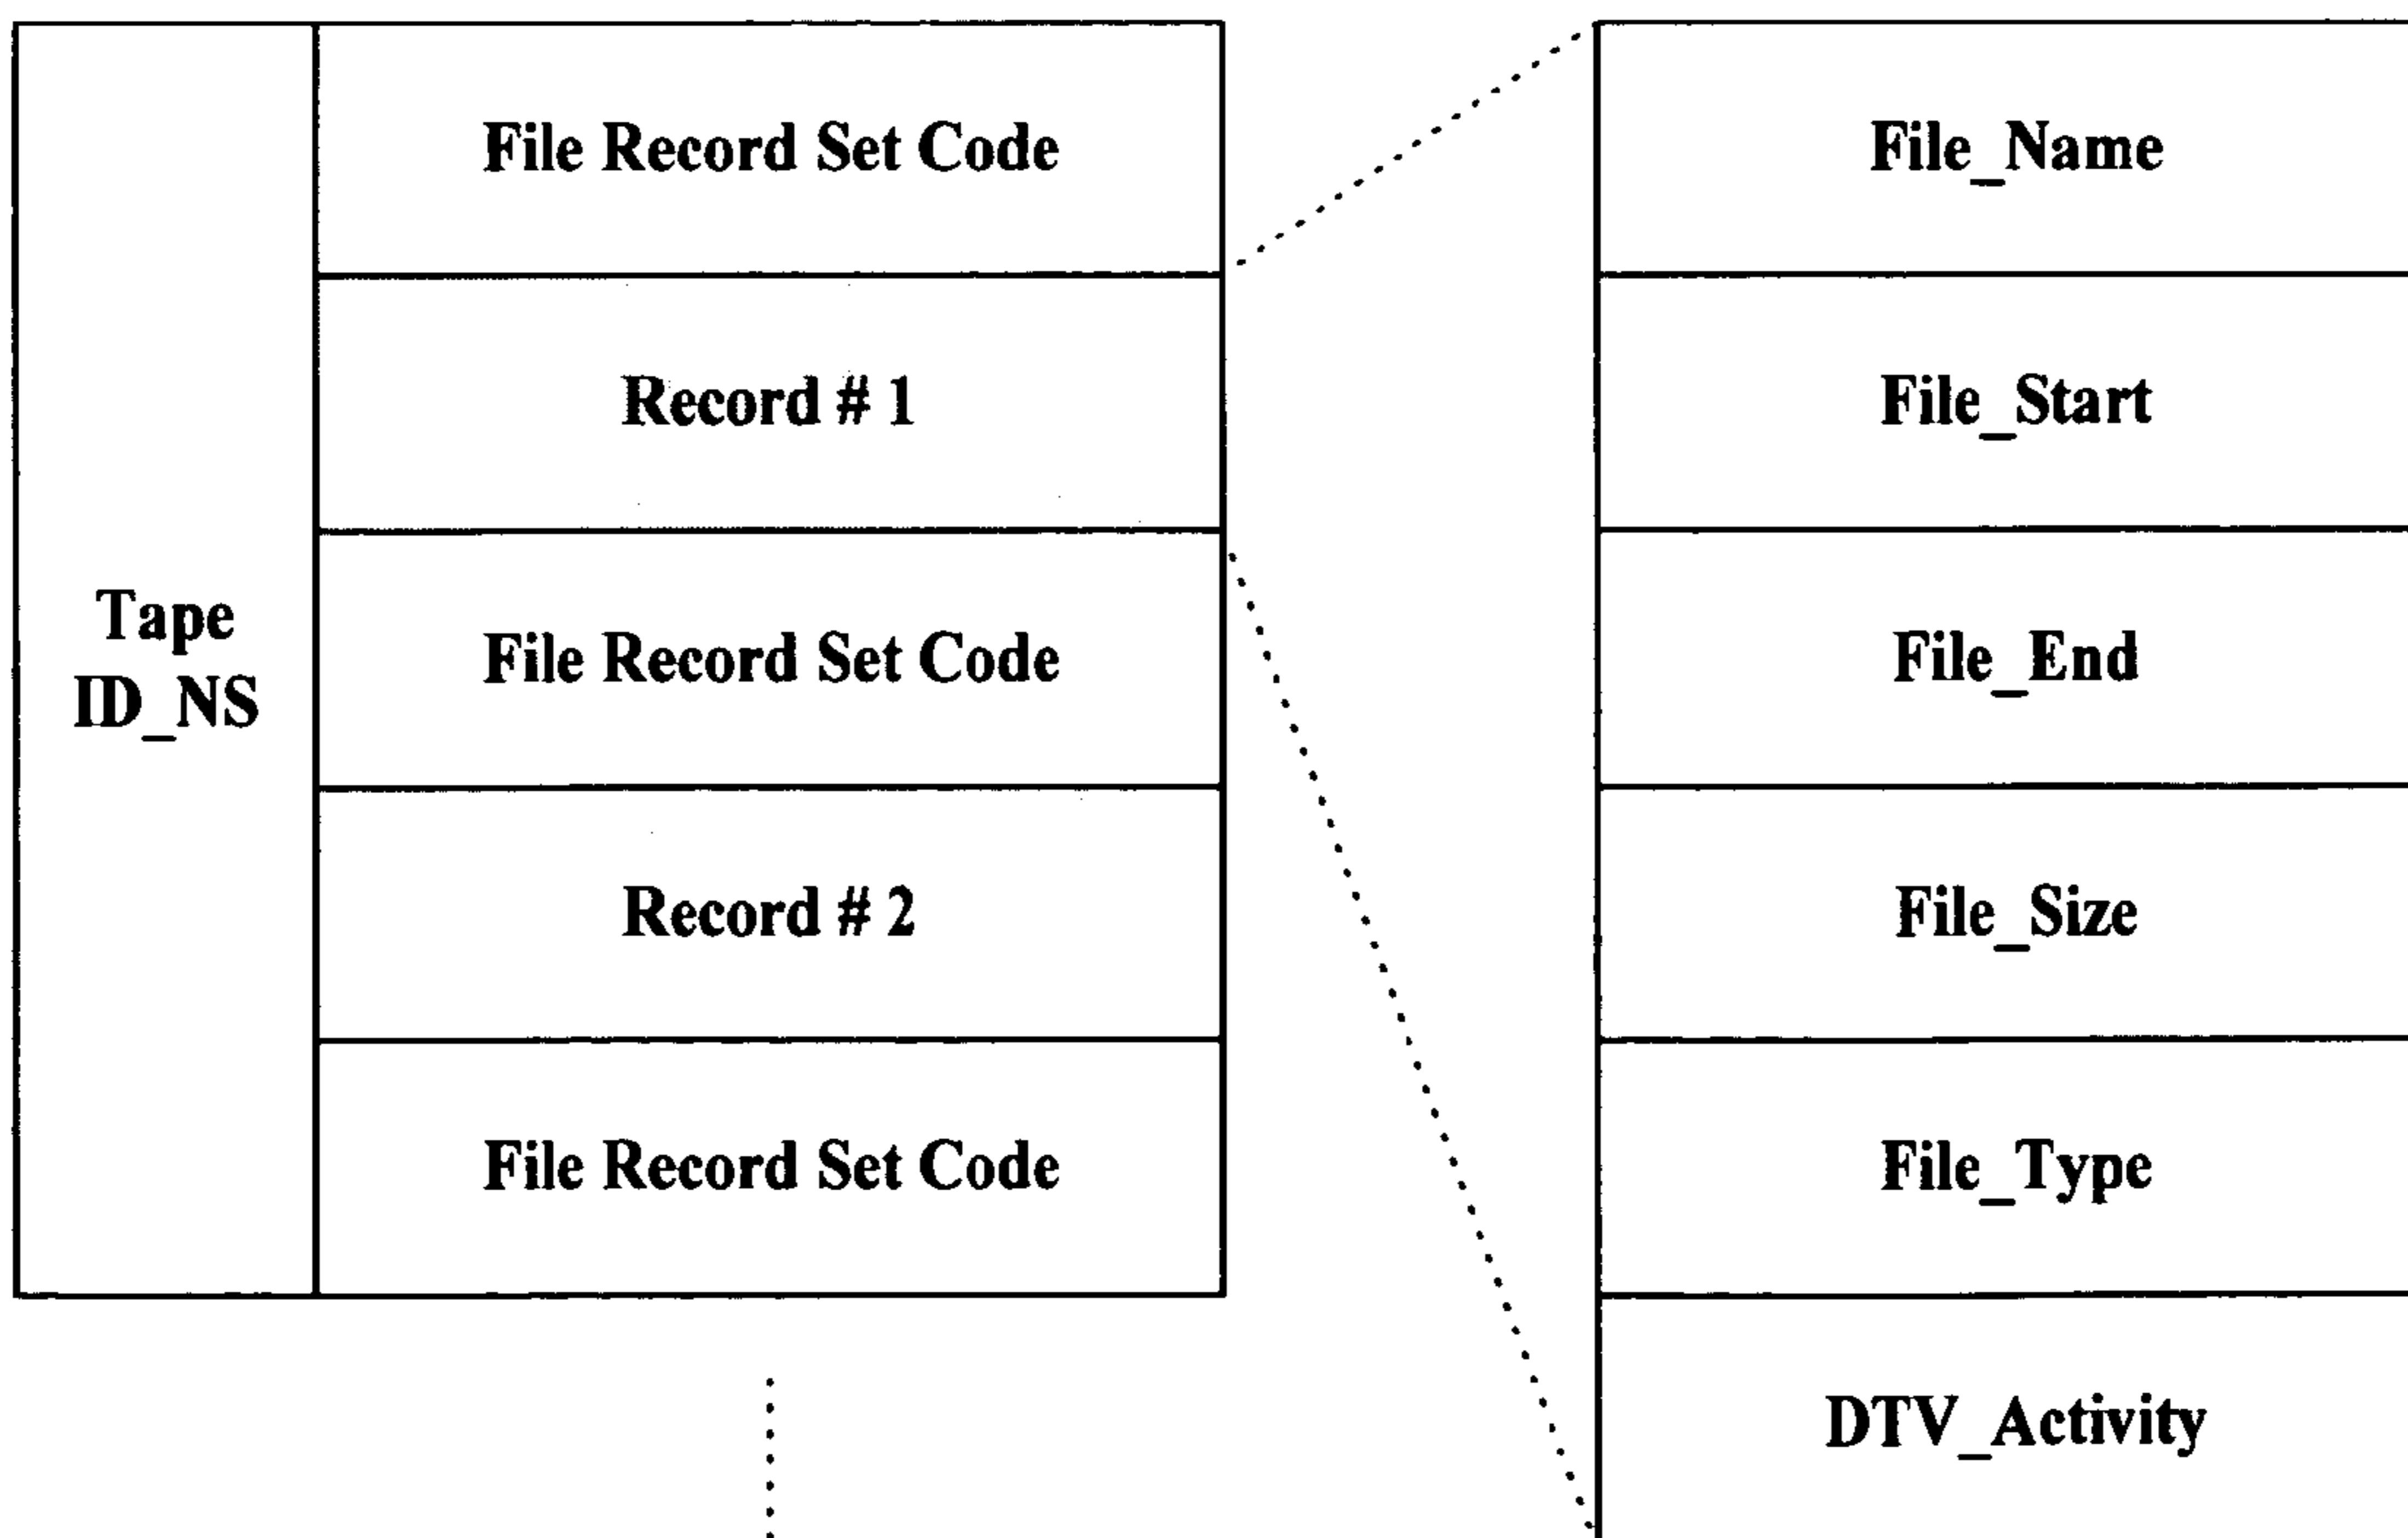 Tape
ID_NS
File Record Set Code
Record # 1
File Record Set Code
Record # 2
File Record Set Code
File_Name
File_Start
File_End
File_Size
File_Type
DTV_Activity